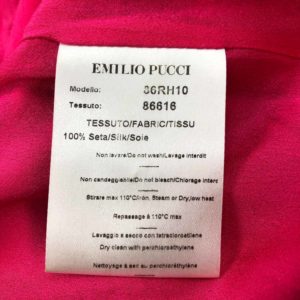 EMILIO PUCCI
Modello: 86RH10
Tessuto: 86616
TESSUTO/FABRIC/TISSU
100% Seta/Silk/Soie
Non lavare/Do not wash/Lavage interdit
Non candeggiabile/Do not bleach/Chlorage interdit
Stirare max 110°C/Iron, Steam or Dry, low heat
Repassage à 110°C max
Lavaggio a secco con tetracloroetilene
Dry clean with perchloroethylene
Nettoyage à sec au perchloréthylène